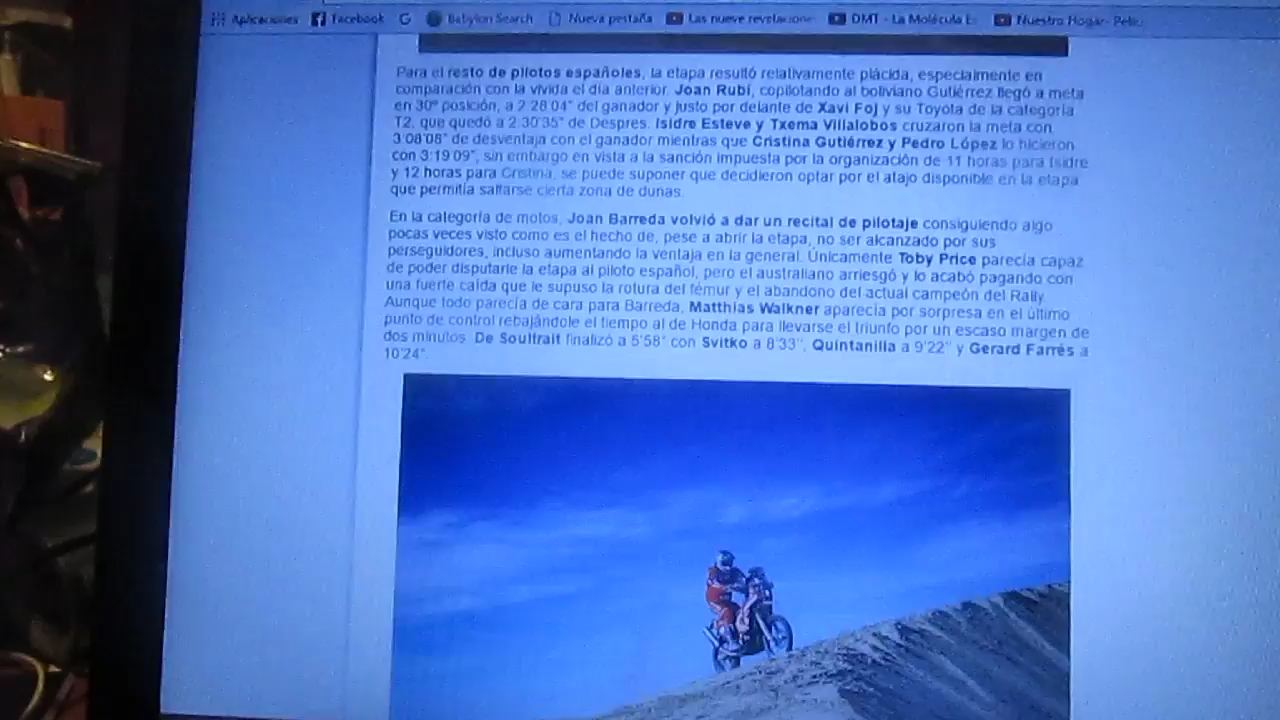 Aplicaciones Facebook Babylon Search Nueva pestaña Las nueve revelacione DMT - La Molécula E Nuestro Hogar- Pelic
Para el resto de pilotos españoles, la etapa resultó relativamente plácida, especialmente en
comparación con la vivida el día anterior. Joan Rubí, copilotando al boliviano Gutiérrez llegó a meta
en 30ª posición, a 2:28'04" del ganador y justo por delante de Xavi Foj y su Toyota de la categoría
T2, que quedó a 2:30'35" de Despres. Isidre Esteve y Txema Villalobos cruzaron la meta con
3:08'08" de desventaja con el ganador mientras que Cristina Gutiérrez y Pedro López lo hicieron
con 3:19'09", sin embargo en vista a la sanción impuesta por la organización de 11 horas para Isidre
y 12 horas para Cristina, se puede suponer que decidieron optar por el atajo disponible en la etapa
que permitía saltarse cierta zona de dunas.
En la categoría de motos, Joan Barreda volvió a dar un recital de pilotaje consiguiendo algo
pocas veces visto como es el hecho de, pese a abrir la etapa, no ser alcanzado por sus
perseguidores, incluso aumentando la ventaja en la general. Únicamente Toby Price parecía capaz
de poder disputarle la etapa al piloto español, pero el australiano arriesgó y lo acabó pagando con
una fuerte caída que le supuso la rotura del fémur y el abandono del actual campeón del Rally.
Aunque todo parecía de cara para Barreda, Matthias Walkner aparecía por sorpresa en el último
punto de control rebajándole el tiempo al de Honda para llevarse el triunfo por un escaso margen de
dos minutos. De Soultrait finalizó a 5'58" con Svitko a 8'33", Quintanilla a 9'22" y Gerard Farrés a
10'24".